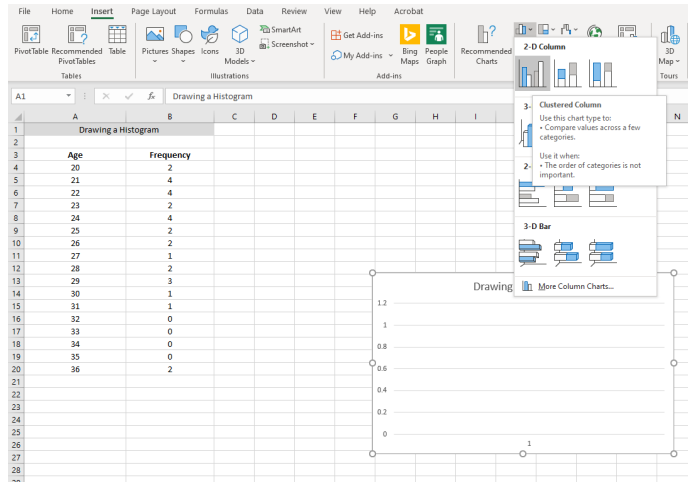 File Home Insert Page Layout Formulas Data Review View Help Acrobat
PivotTable Recommended PivotTables Table
Pictures Shapes Icons 3D Models
SmartArt
Screenshot
Get Add-ins
My Add-ins
Bing Maps People Graph
Recommended Charts
3D Map
Tables Illustrations Add-ins Tours
A1 fx Drawing a Histogram
A B C D E F G H I N
1 Drawing a Histogram
2
3 Age Frequency
4 20 2
5 21 4
6 22 4
7 23 2
8 24 4
9 25 2
10 26 2
11 27 1
12 28 2
13 29 3
14 30 1
15 31 1
16 32 0
17 33 0
18 34 0
19 35 0
20 36 2
21
22
23
24
25
26
27
28
2-D Column
3-
Clustered Column
Use this chart type to:
• Compare values across a few
categories.
Use it when:
• The order of categories is not
important.
2-
3-D Bar
More Column Charts...
Drawing
1.2
1
0.8
0.6
0.4
0.2
0
1